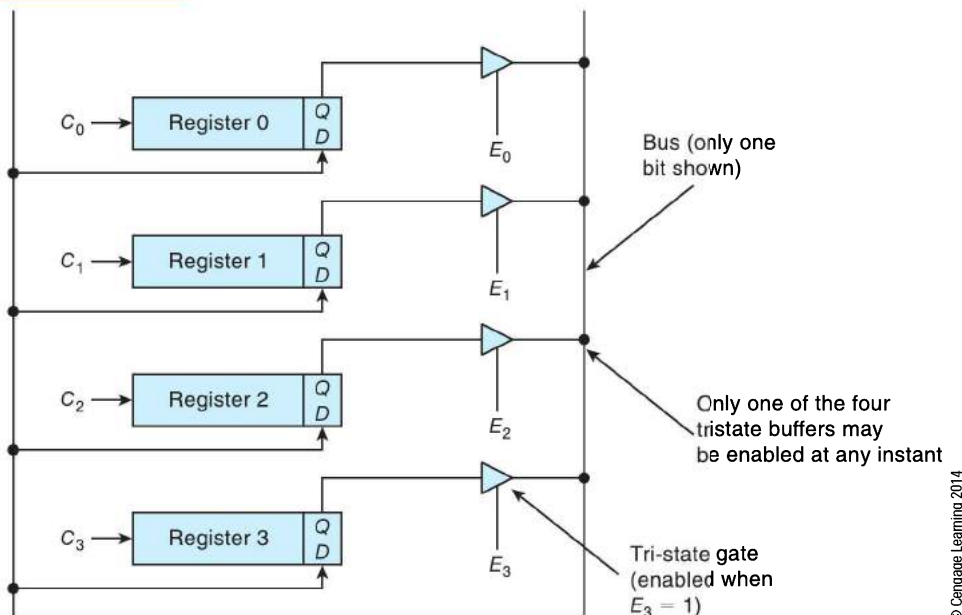 C₀
Register 0
Q
D
E₀
Bus (only one
bit shown)
C₁
Register 1
Q
D
E₁
C₂
Register 2
Q
D
E₂
Only one of the four
tristate buffers may
be enabled at any instant
C₃
Register 3
Q
D
E₃
Tri-state gate
(enabled when
E₃ = 1)
© Cengage Learning 2014